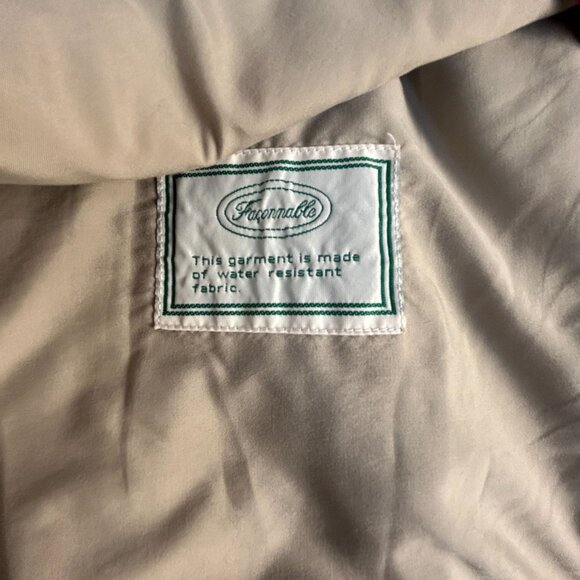 Façonnable
This garment is made
of water resistant
fabric.